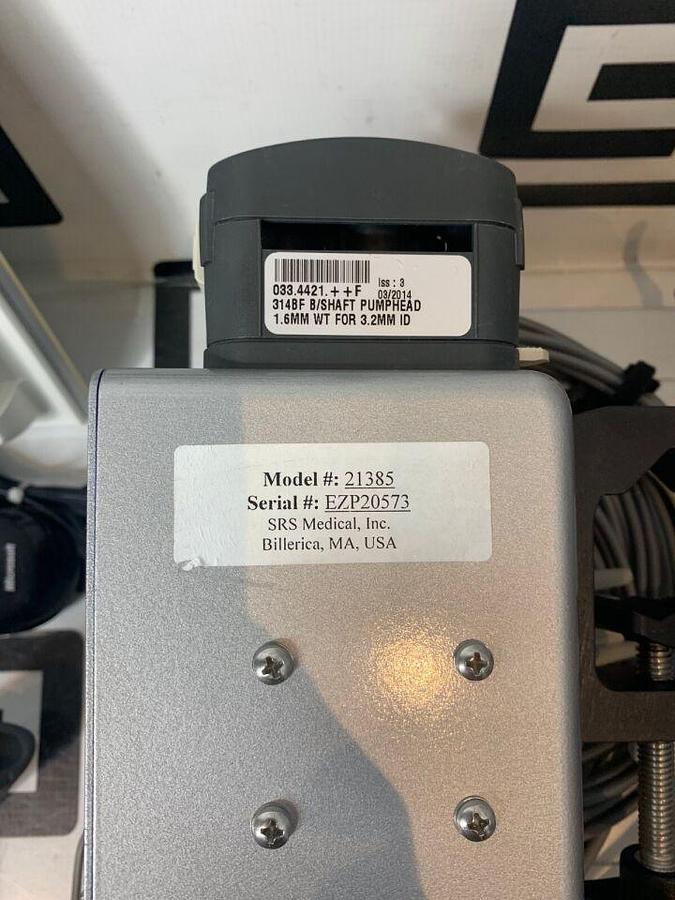 033.4421.++F Iss : 3
03/2014
314BF B/SHAFT PUMPHEAD
1.6MM WT FOR 3.2MM ID
Model #: 21385
Serial #: EZP20573
SRS Medical, Inc.
Billerica, MA, USA
Microsoft